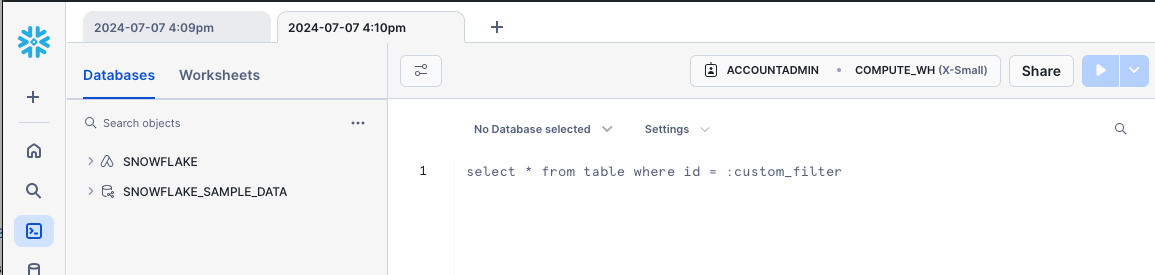 2024-07-07 4:09pm
2024-07-07 4:10pm
Databases
Worksheets
ACCOUNTADMIN • COMPUTE_WH (X-Small)
Share
Search objects
No Database selected
Settings
SNOWFLAKE
SNOWFLAKE_SAMPLE_DATA
1 select * from table where id = :custom_filter